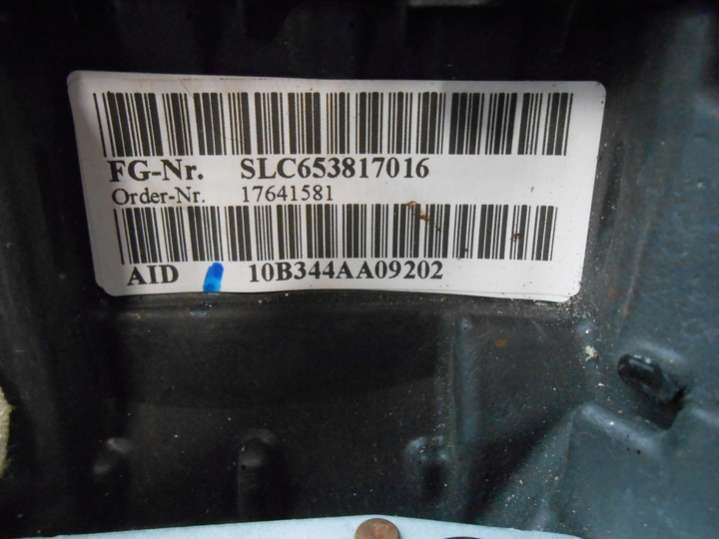 FG-Nr. SLC653817016
Order-Nr. 17641581
AID 10B344AA09202